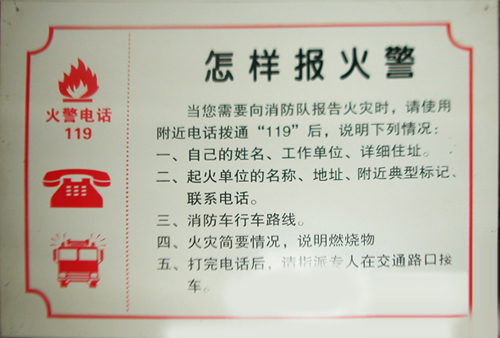 怎样报火警
火警电话
119
当您需要向消防队报告火灾时，请使用
附近电话拨通“119”后，说明下列情况：
一、自己的姓名、工作单位、详细住址。
二、起火单位的名称、地址、附近典型标记、
联系电话。
三、消防车行车路线。
四、火灾简要情况，说明燃烧物
五、打完电话后，请指派专人在交通路口接
车。